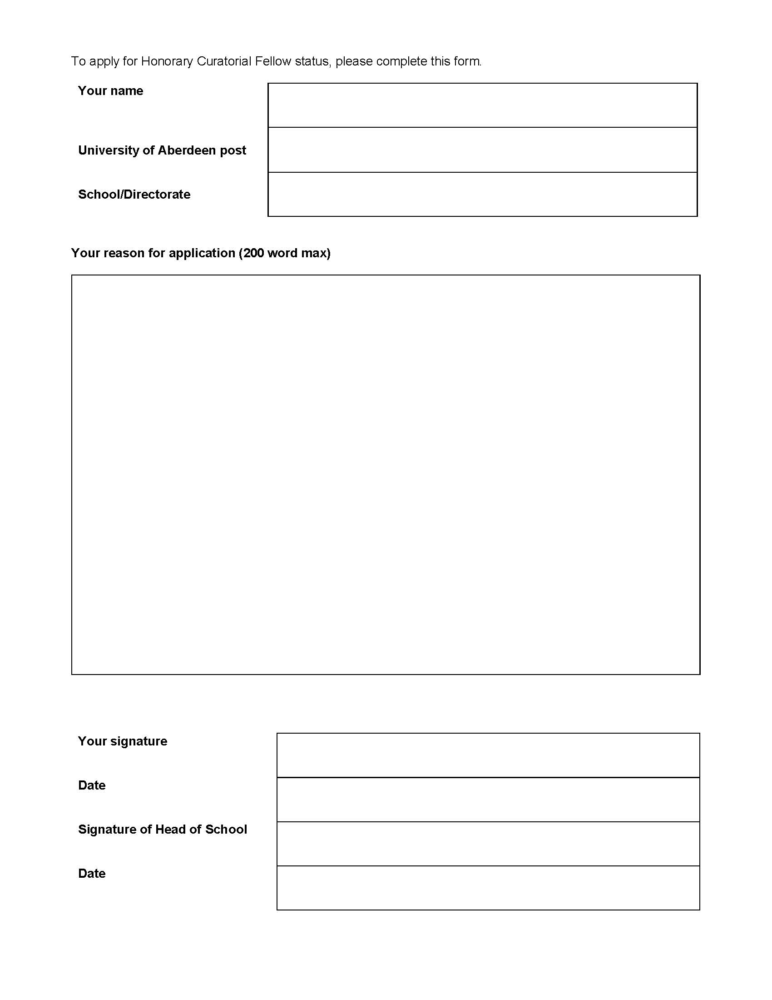 To apply for Honorary Curatorial Fellow status, please complete this form.
Your name
University of Aberdeen post
School/Directorate
Your reason for application (200 word max)
Your signature
Date
Signature of Head of School
Date